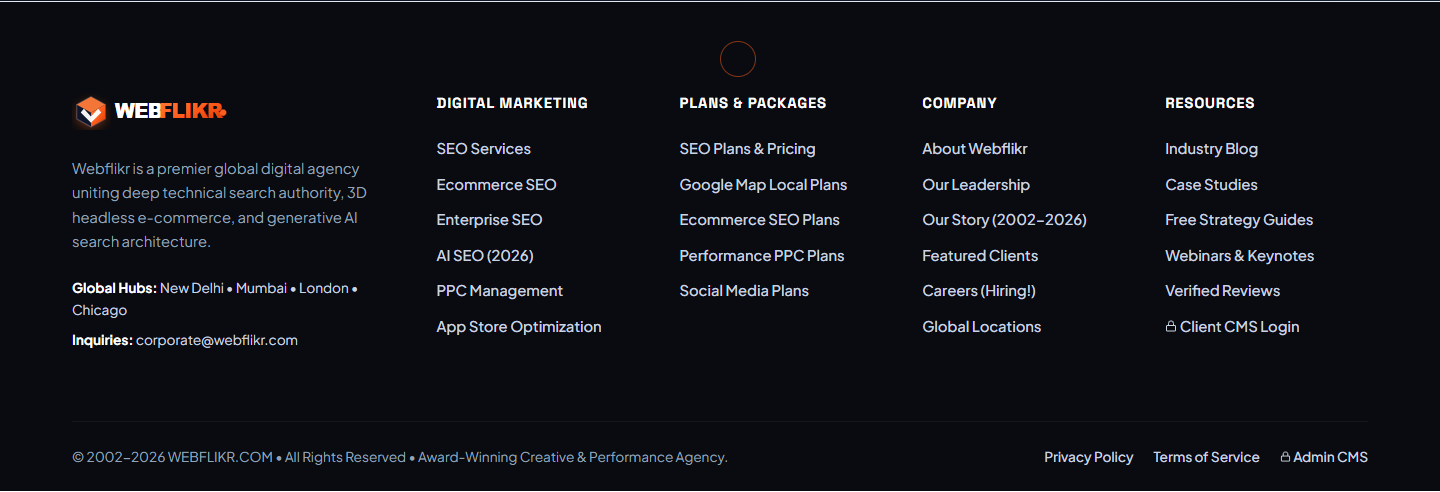 WEBFLIKR
Webflikr is a premier global digital agency
uniting deep technical search authority, 3D
headless e-commerce, and generative AI
search architecture.
Global Hubs: New Delhi • Mumbai • London •
Chicago
Inquiries: corporate@webflikr.com
DIGITAL MARKETING
SEO Services
Ecommerce SEO
Enterprise SEO
AI SEO (2026)
PPC Management
App Store Optimization
PLANS & PACKAGES
SEO Plans & Pricing
Google Map Local Plans
Ecommerce SEO Plans
Performance PPC Plans
Social Media Plans
COMPANY
About Webflikr
Our Leadership
Our Story (2002–2026)
Featured Clients
Careers (Hiring!)
Global Locations
RESOURCES
Industry Blog
Case Studies
Free Strategy Guides
Webinars & Keynotes
Verified Reviews
Client CMS Login
© 2002–2026 WEBFLIKR.COM • All Rights Reserved • Award-Winning Creative & Performance Agency.
Privacy Policy Terms of Service Admin CMS